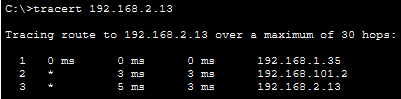 C:\>tracert 192.168.2.13
Tracing route to 192.168.2.13 over a maximum of 30 hops:
1 0 ms 0 ms 0 ms 192.168.1.35
2 * 3 ms 3 ms 192.168.101.2
3 * 5 ms 3 ms 192.168.2.13